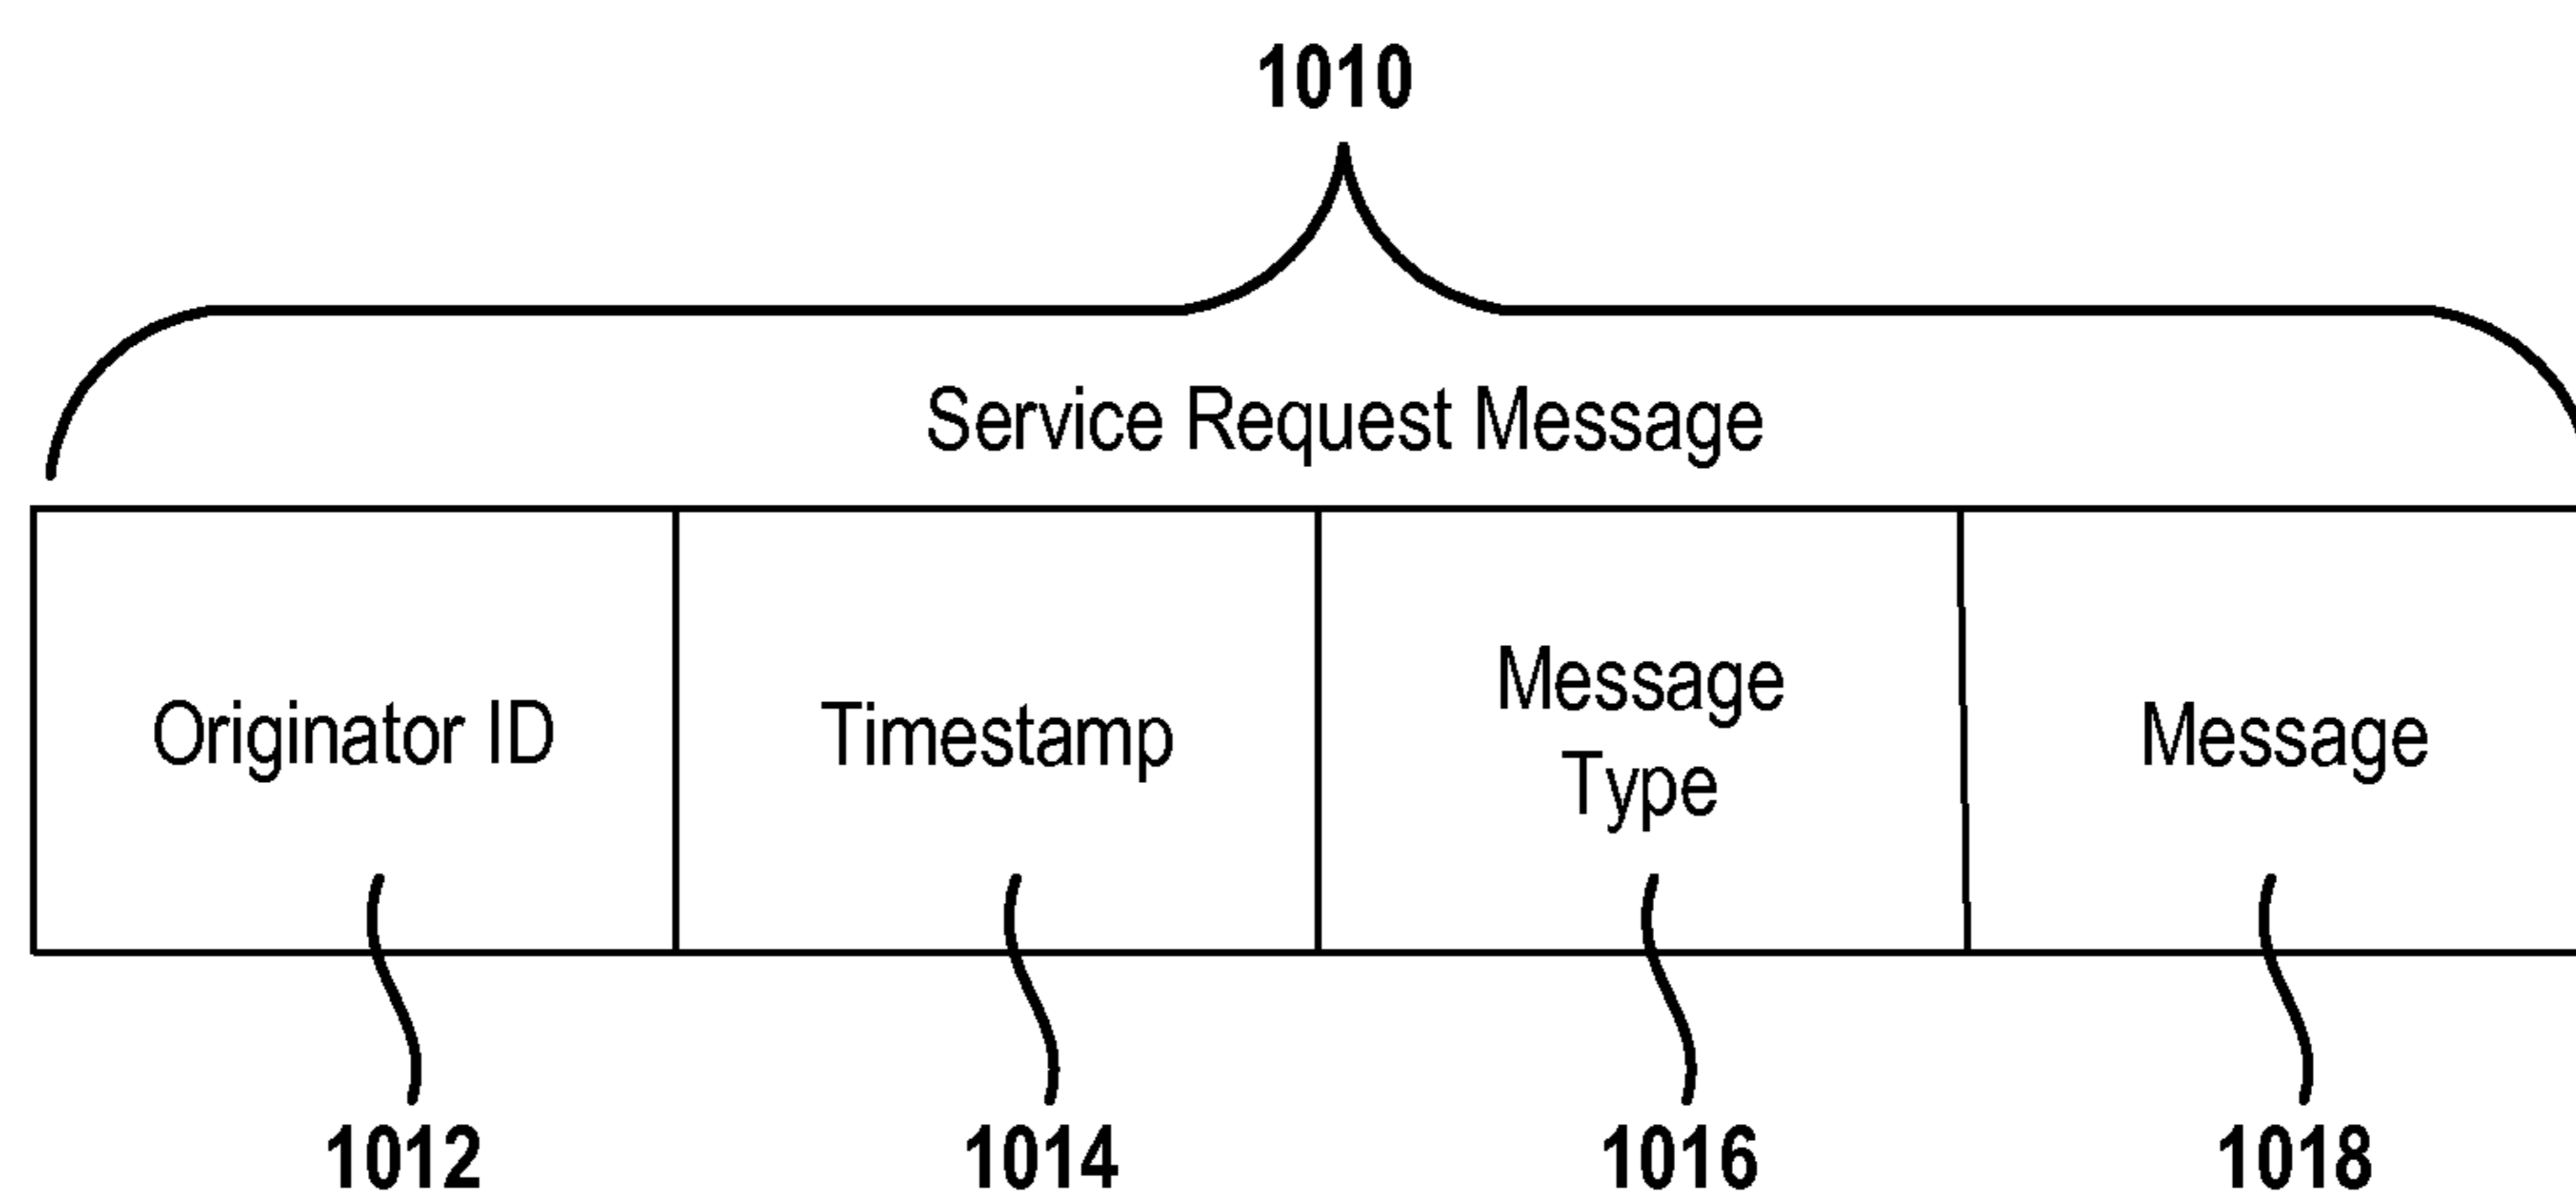 1010
Service Request Message
Originator ID
Timestamp
Message
Type
Message
1012
1014
1016
1018